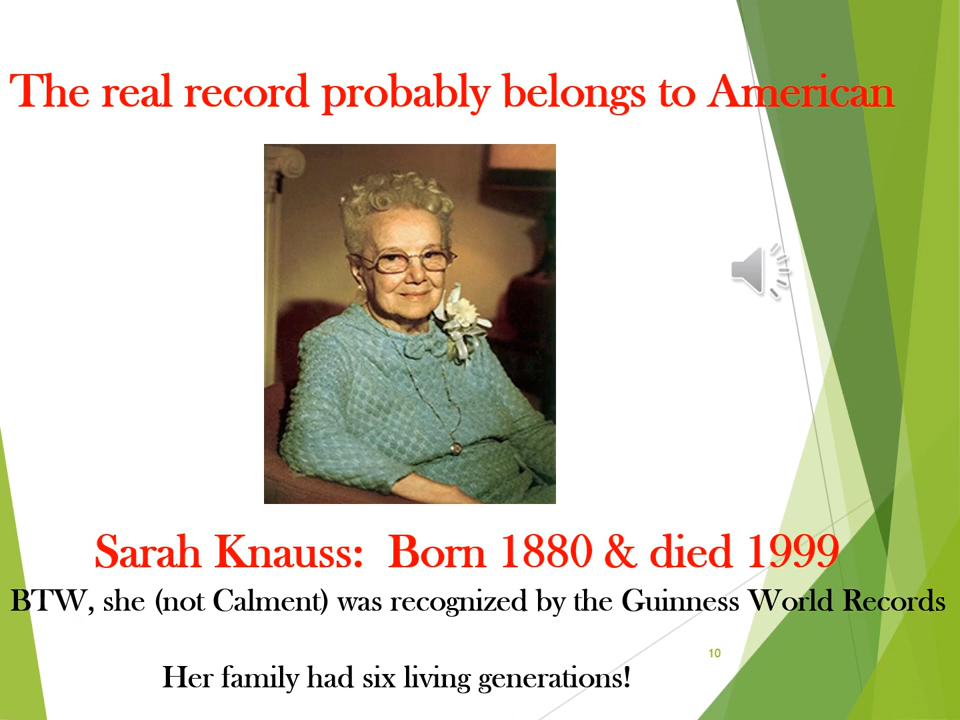 The real record probably belongs to American
Sarah Knauss: Born 1880 & died 1999
BTW, she (not Calment) was recognized by the Guinness World Records
10
Her family had six living generations!